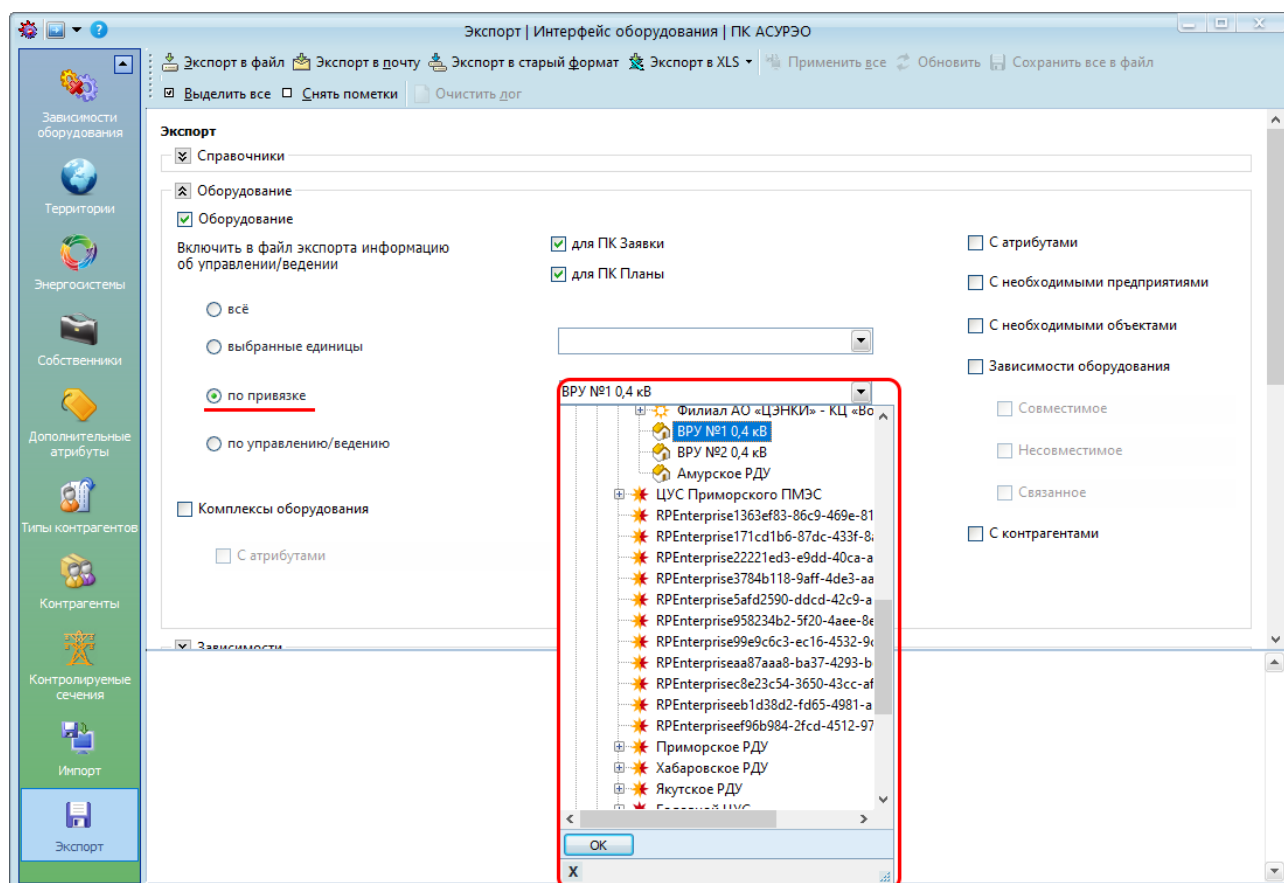 Экспорт | Интерфейс оборудования | ПК АСУРЭО
Экспорт в файл Экспорт в почту Экспорт в старый формат Экспорт в XLS Применить все Обновить Сохранить все в файл
Выделить все Снять пометки Очистить лог
Зависимости оборудования
Территории
Энергосистемы
Собственники
Дополнительные атрибуты
Типы контрагентов
Контрагенты
Контролируемые сечения
Импорт
Экспорт
Экспорт
Справочники
Оборудование
Оборудование
Включить в файл экспорта информацию
об управлении/ведении
всё
выбранные единицы
по привязке
по управлению/ведению
Комплексы оборудования
С атрибутами
для ПК Заявки
для ПК Планы
ВРУ №1 0,4 кВ
Филиал АО «ЦЭНКИ» - КЦ «Во
ВРУ №1 0,4 кВ
ВРУ №2 0,4 кВ
Амурское РДУ
ЦУС Приморского ПМЭС
RPEnterprise1363ef83-86c9-469e-81
RPEnterprise171cd1b6-87dc-433f-8a
RPEnterprise22221ed3-e9dd-40ca-a
RPEnterprise3784b118-9aff-4de3-aa
RPEnterprise5afd2590-ddcd-42c9-a
RPEnterprise958234b2-5f20-4aee-8e
RPEnterprise99e9c6c3-ec16-4532-9c
RPEnterpriseaa87aaa8-ba37-4293-b
RPEnterprisec8e23c54-3650-43cc-af
RPEnterpriseeb1d38d2-fd65-4981-a
RPEnterpriseef96b984-2fcd-4512-97
Приморское РДУ
Хабаровское РДУ
Якутское РДУ
Головной ЦУС
OK
X
С атрибутами
С необходимыми предприятиями
С необходимыми объектами
Зависимости оборудования
Совместимое
Несовместимое
Связанное
С контрагентами
Зависимости